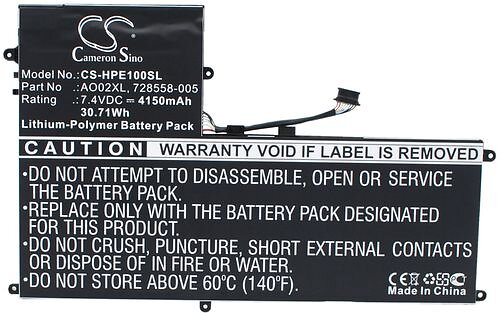 CS
Cameron Sino
Model No.:CS-HPE100SL
Part No :AO02XL, 728558-005
Rating :7.4VDC⎓ 4150mAh
30.71Wh
Lithium-Polymer Battery Pack
CAUTION WARRANTY VOID IF LABEL IS REMOVED
•DO NOT ATTEMPT TO DISASSEMBLE, OPEN OR SERVICE
THE BATTERY PACK.
•REPLACE ONLY WITH THE BATTERY PACK DESIGNATED
FOR THIS PRODUCT.
•DO NOT CRUSH, PUNCTURE, SHORT EXTERNAL CONTACTS
OR DISPOSE OF IN FIRE OR WATER.
•DO NOT STORE ABOVE 60°C (140°F).
CE FC
Made In China